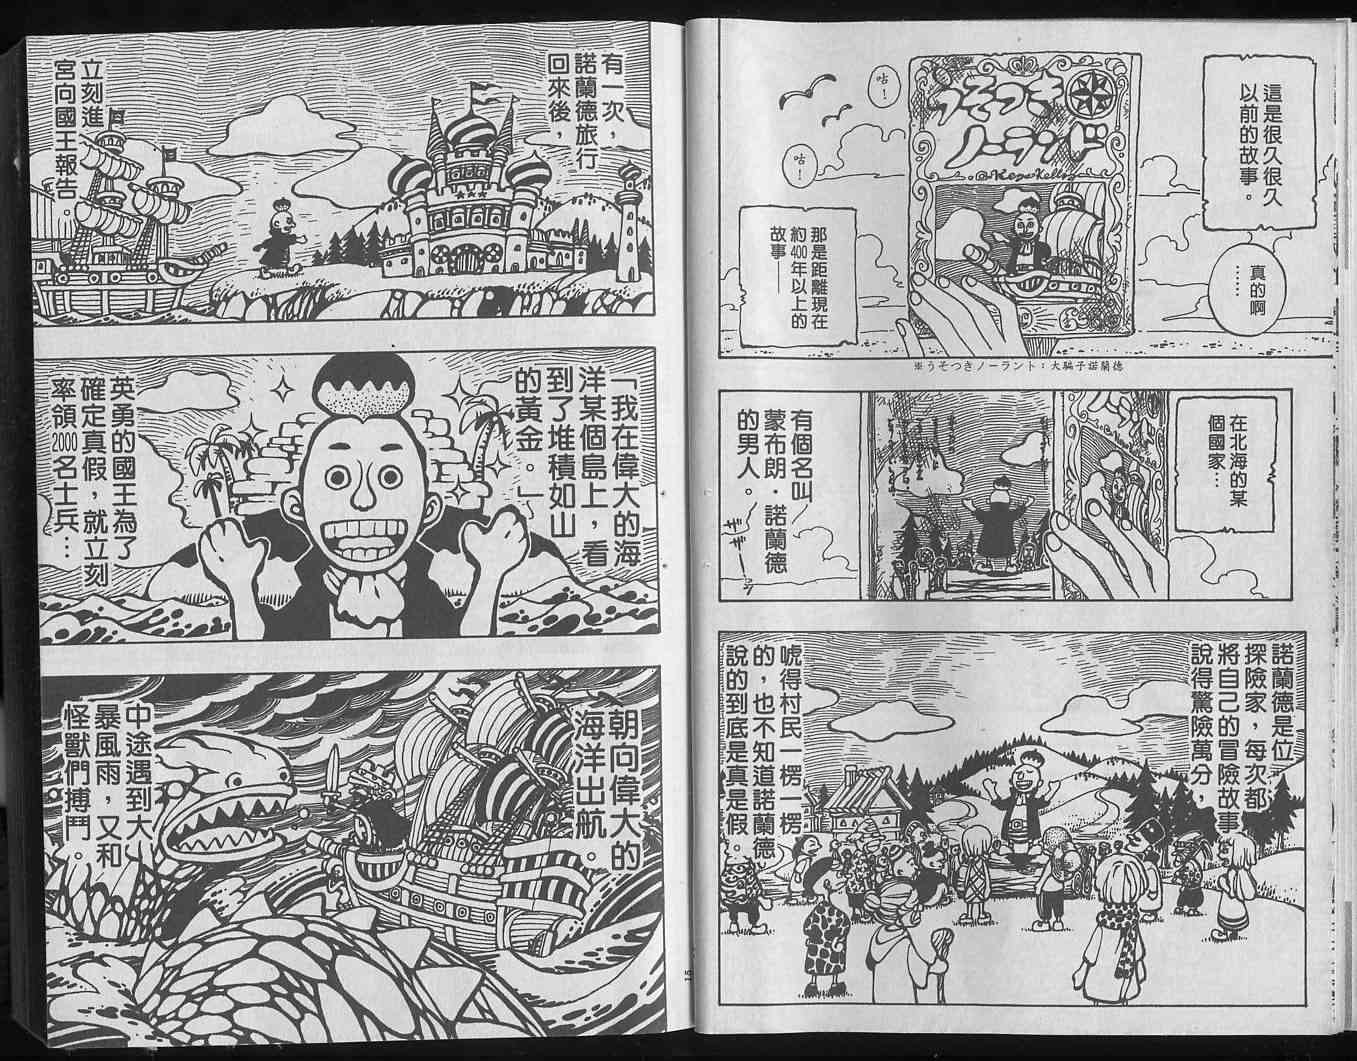 這是很久很久
以前的故事。
真的啊
……
うそつき
ノーランド
咕!
咕!
那是距離現在
約400年以上的
故事——
※うそつきノーランド：大騙子諾蘭德
在北海的某
個國家…
有個名叫
蒙布朗·諾蘭德
的男人。
諾蘭德是位
探險家，每次都
將自己的冒險故事
說得驚險萬分，
唬得村民一楞一楞
的，也不知道諾蘭德
說的到底是真是假。
有一次，
諾蘭德旅行
回來後，
立刻進
宮向國王報告。
「我在偉大的海
洋某個島上，看
到了堆積如山
的黃金。」
英勇的國王為了
確定真假，就立刻
率領2000名士兵…
朝向偉大的
海洋出航。
中途遇到大
暴風雨，又和
怪獸們搏鬥。
15